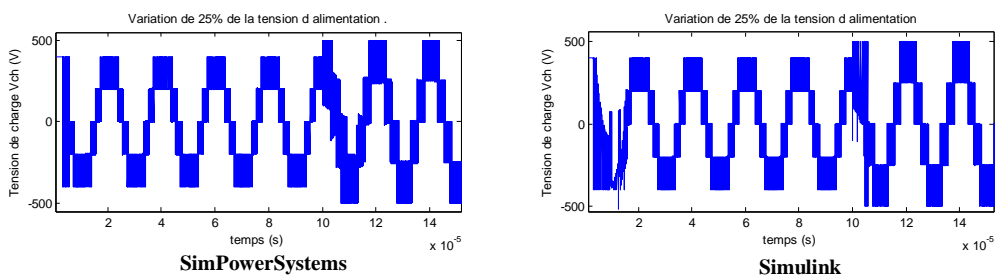 Variation de 25% de la tension d alimentation .
Tension de charge Vch (V)
500
0
-500
2
4
6
8
10
12
14
temps (s)
x 10^-5
SimPowerSystems
Variation de 25% de la tension d alimentation
Tension de charge Vch (V)
500
0
-500
2
4
6
8
10
12
14
temps (s)
x 10^-5
Simulink